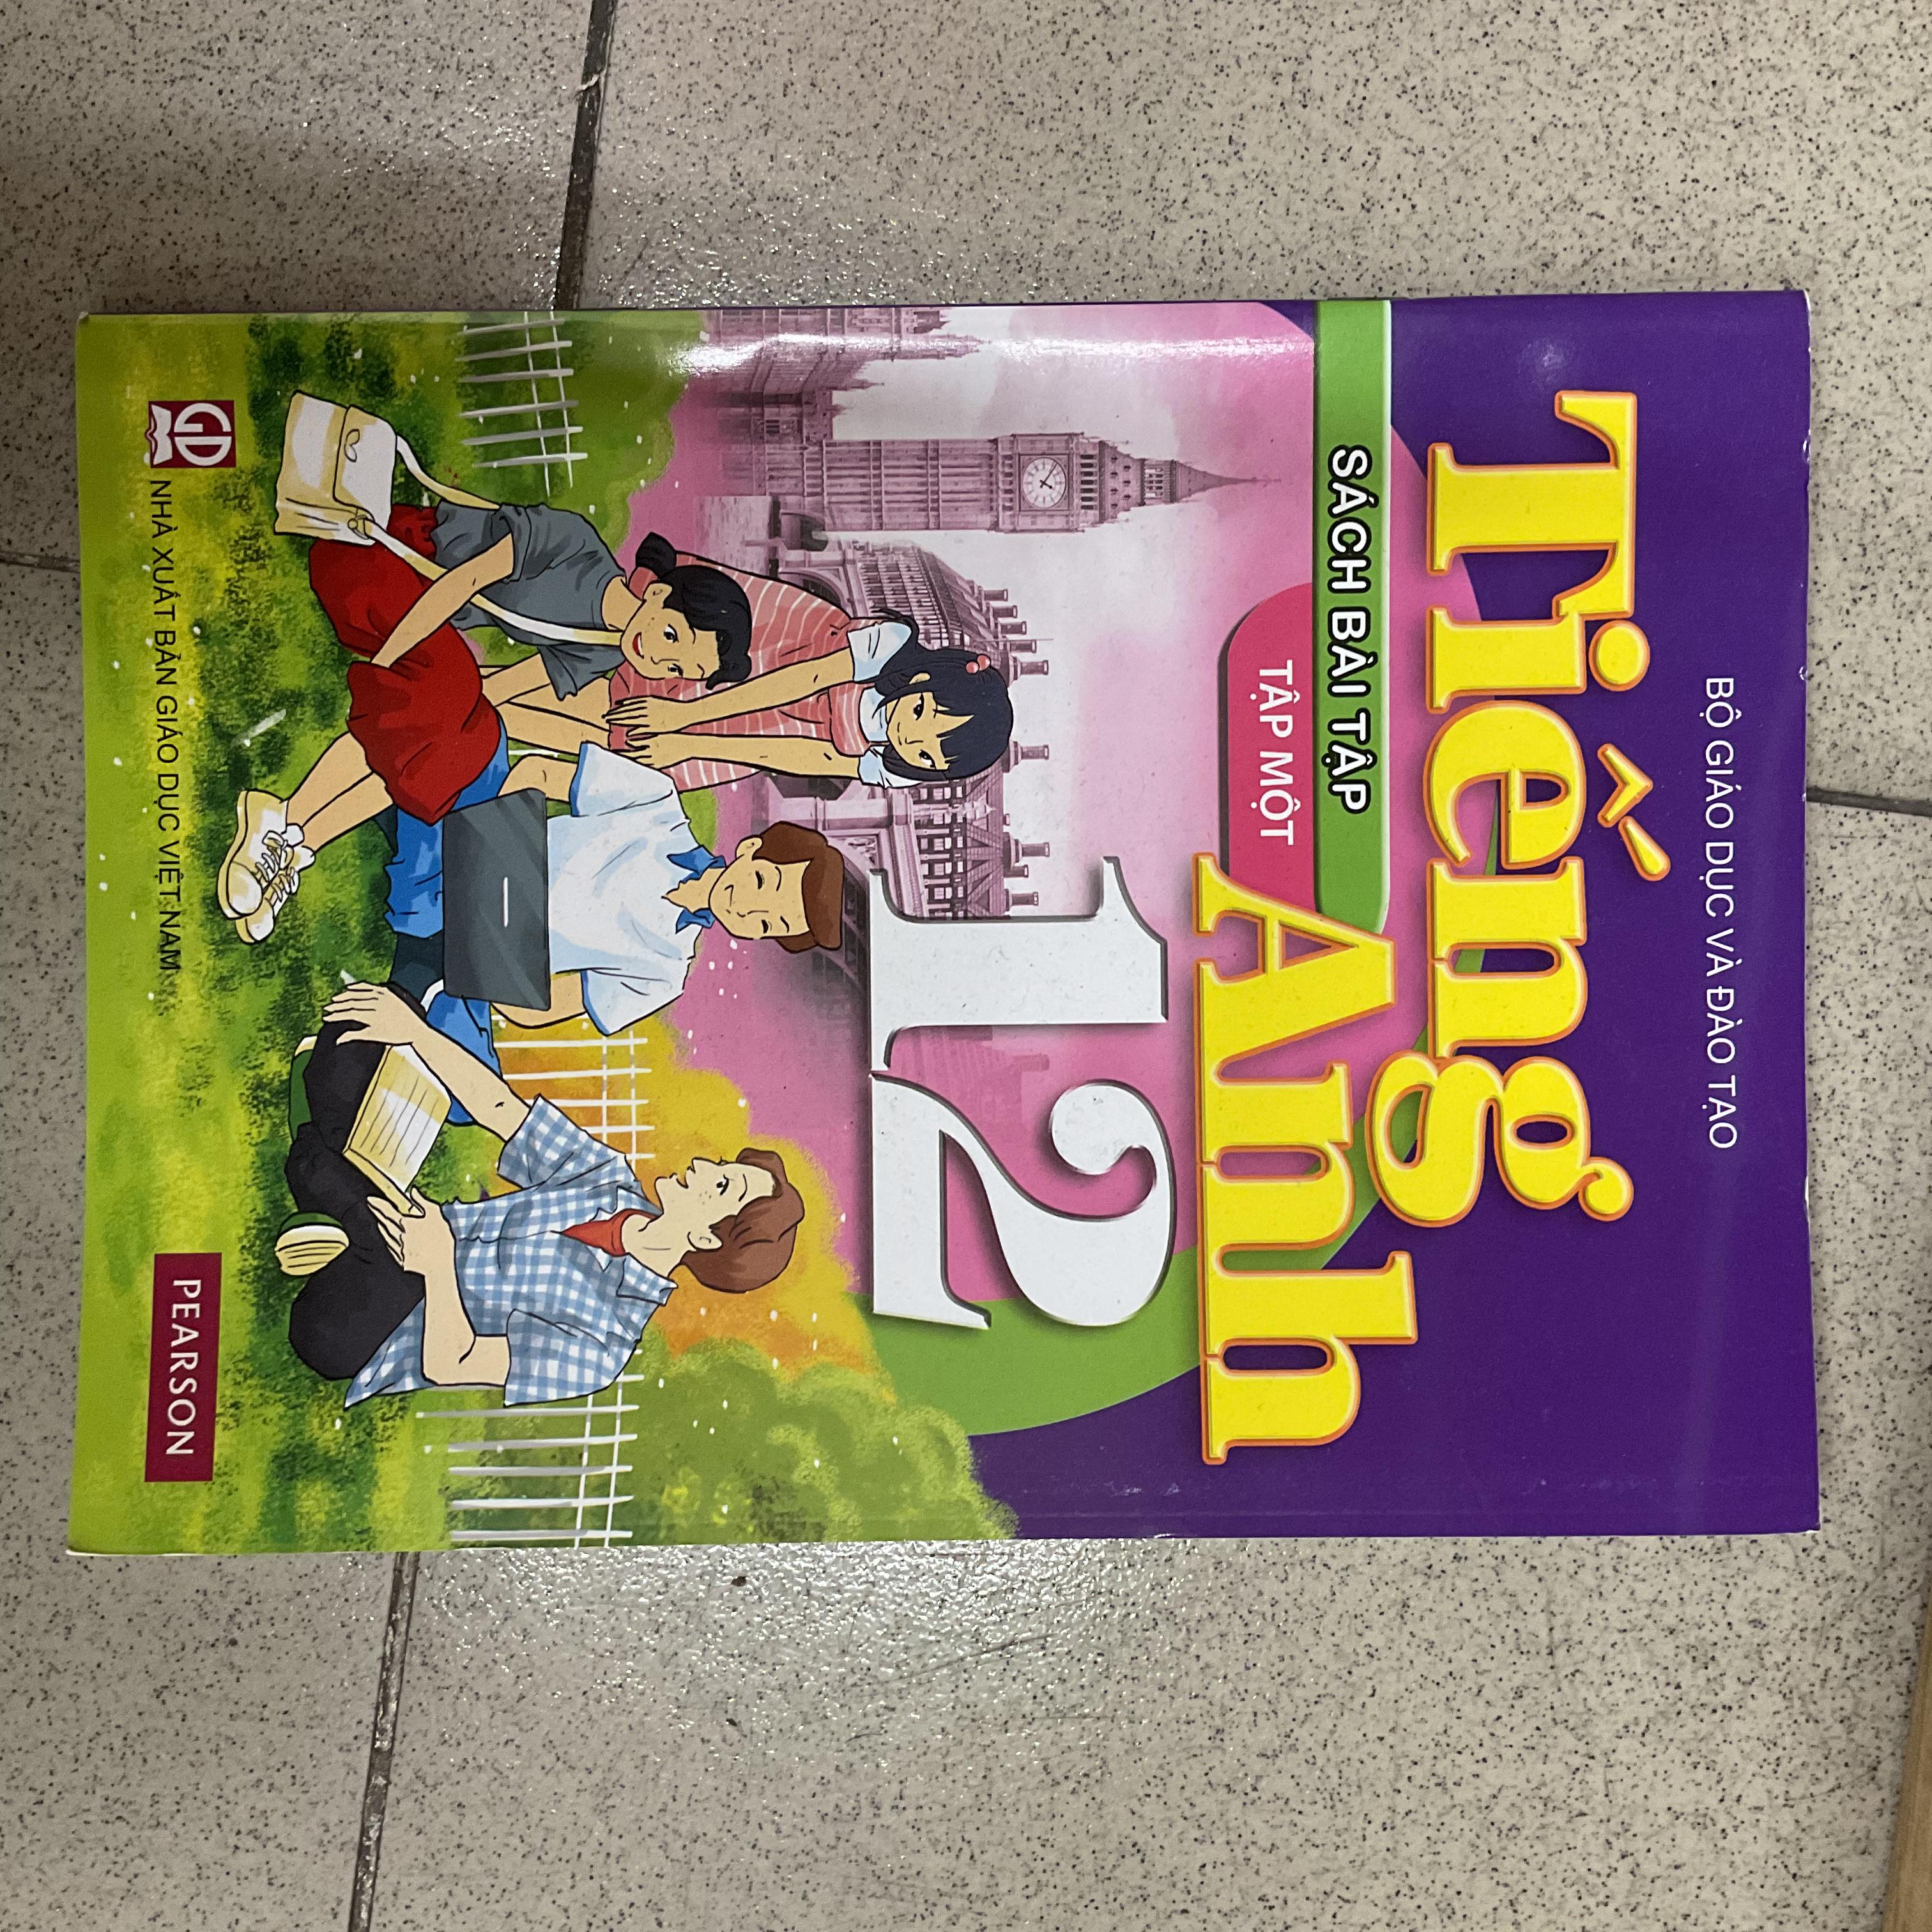 BỘ GIÁO DỤC VÀ ĐÀO TẠO
Tiếng
Anh
SÁCH BÀI TẬP
TẬP MỘT
12
GD
NHÀ XUẤT BẢN GIÁO DỤC VIỆT NAM
PEARSON